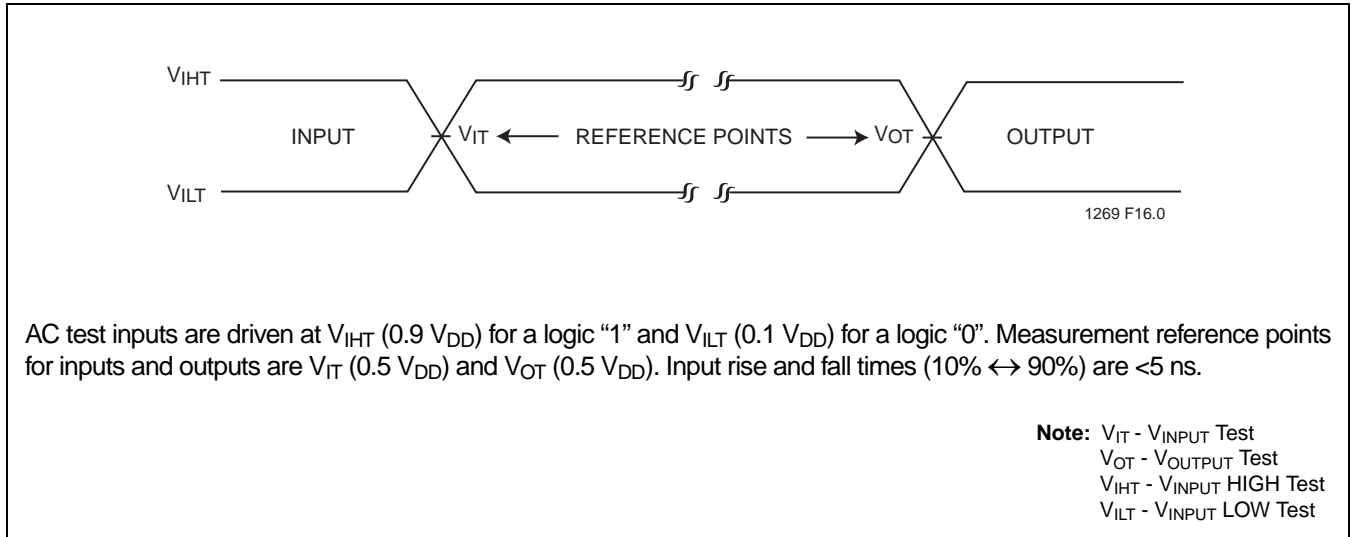 VIHT
INPUT VIT REFERENCE POINTS VOT OUTPUT
VILT
1269 F16.0
AC test inputs are driven at VIHT (0.9 VDD) for a logic “1” and VILT (0.1 VDD) for a logic “0”. Measurement reference points
for inputs and outputs are VIT (0.5 VDD) and VOT (0.5 VDD). Input rise and fall times (10% ↔ 90%) are <5 ns.
Note: VIT - VINPUT Test
VOT - VOUTPUT Test
VIHT - VINPUT HIGH Test
VILT - VINPUT LOW Test